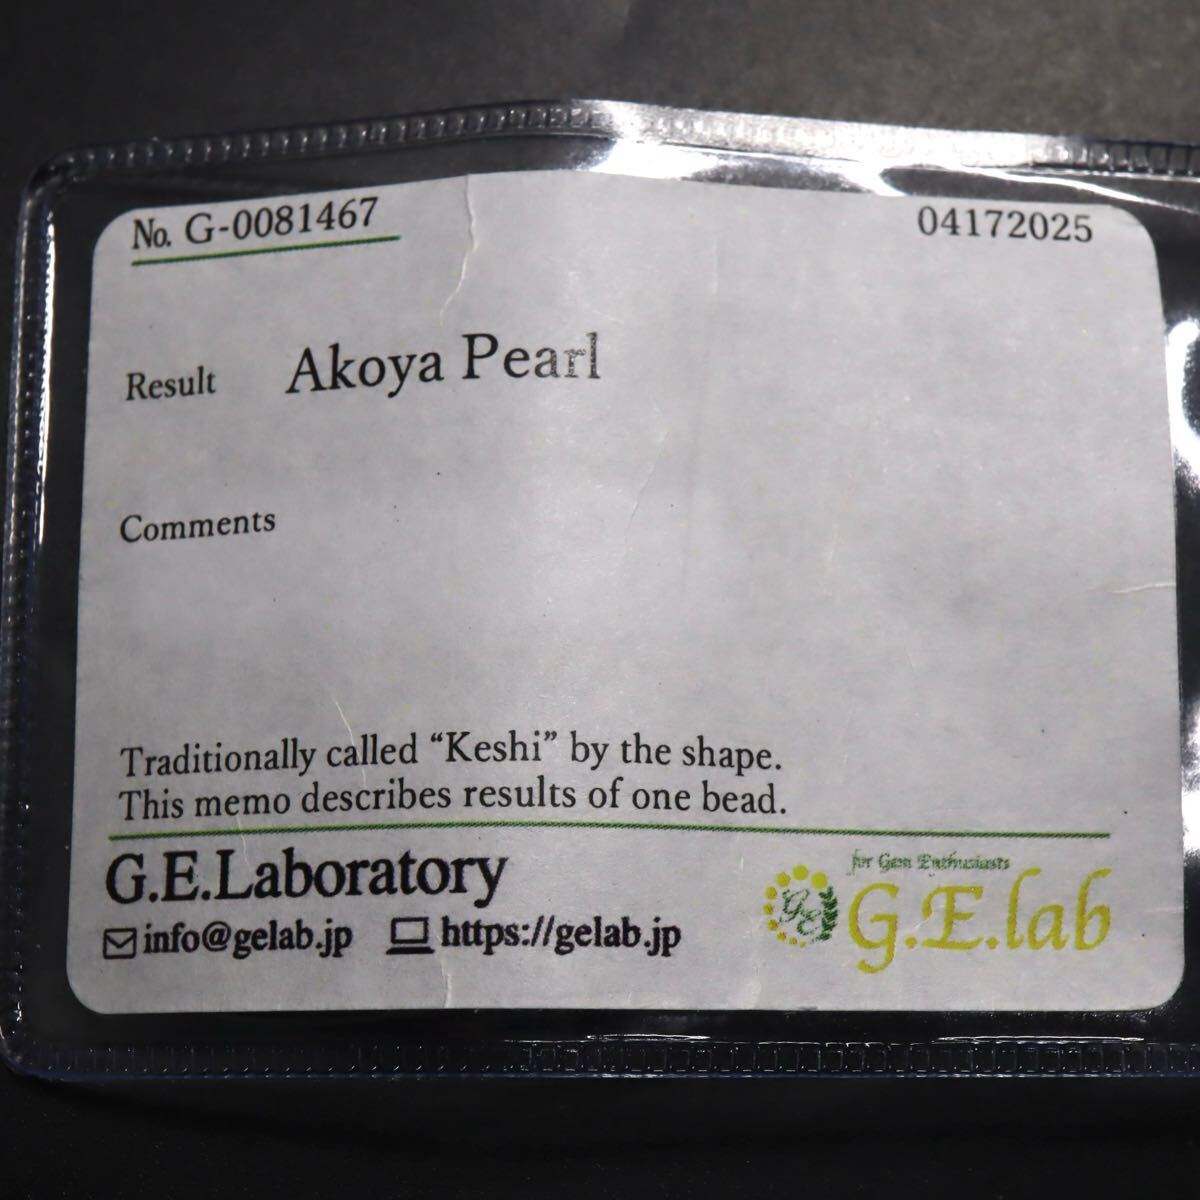 No. G-0081467
04172025
Result Akoya Pearl
Comments
Traditionally called “Keshi” by the shape.
This memo describes results of one bead.
G.E.Laboratory
info@gelab.jp https://gelab.jp
for Gem Enthusiasts
GE
G.E.lab